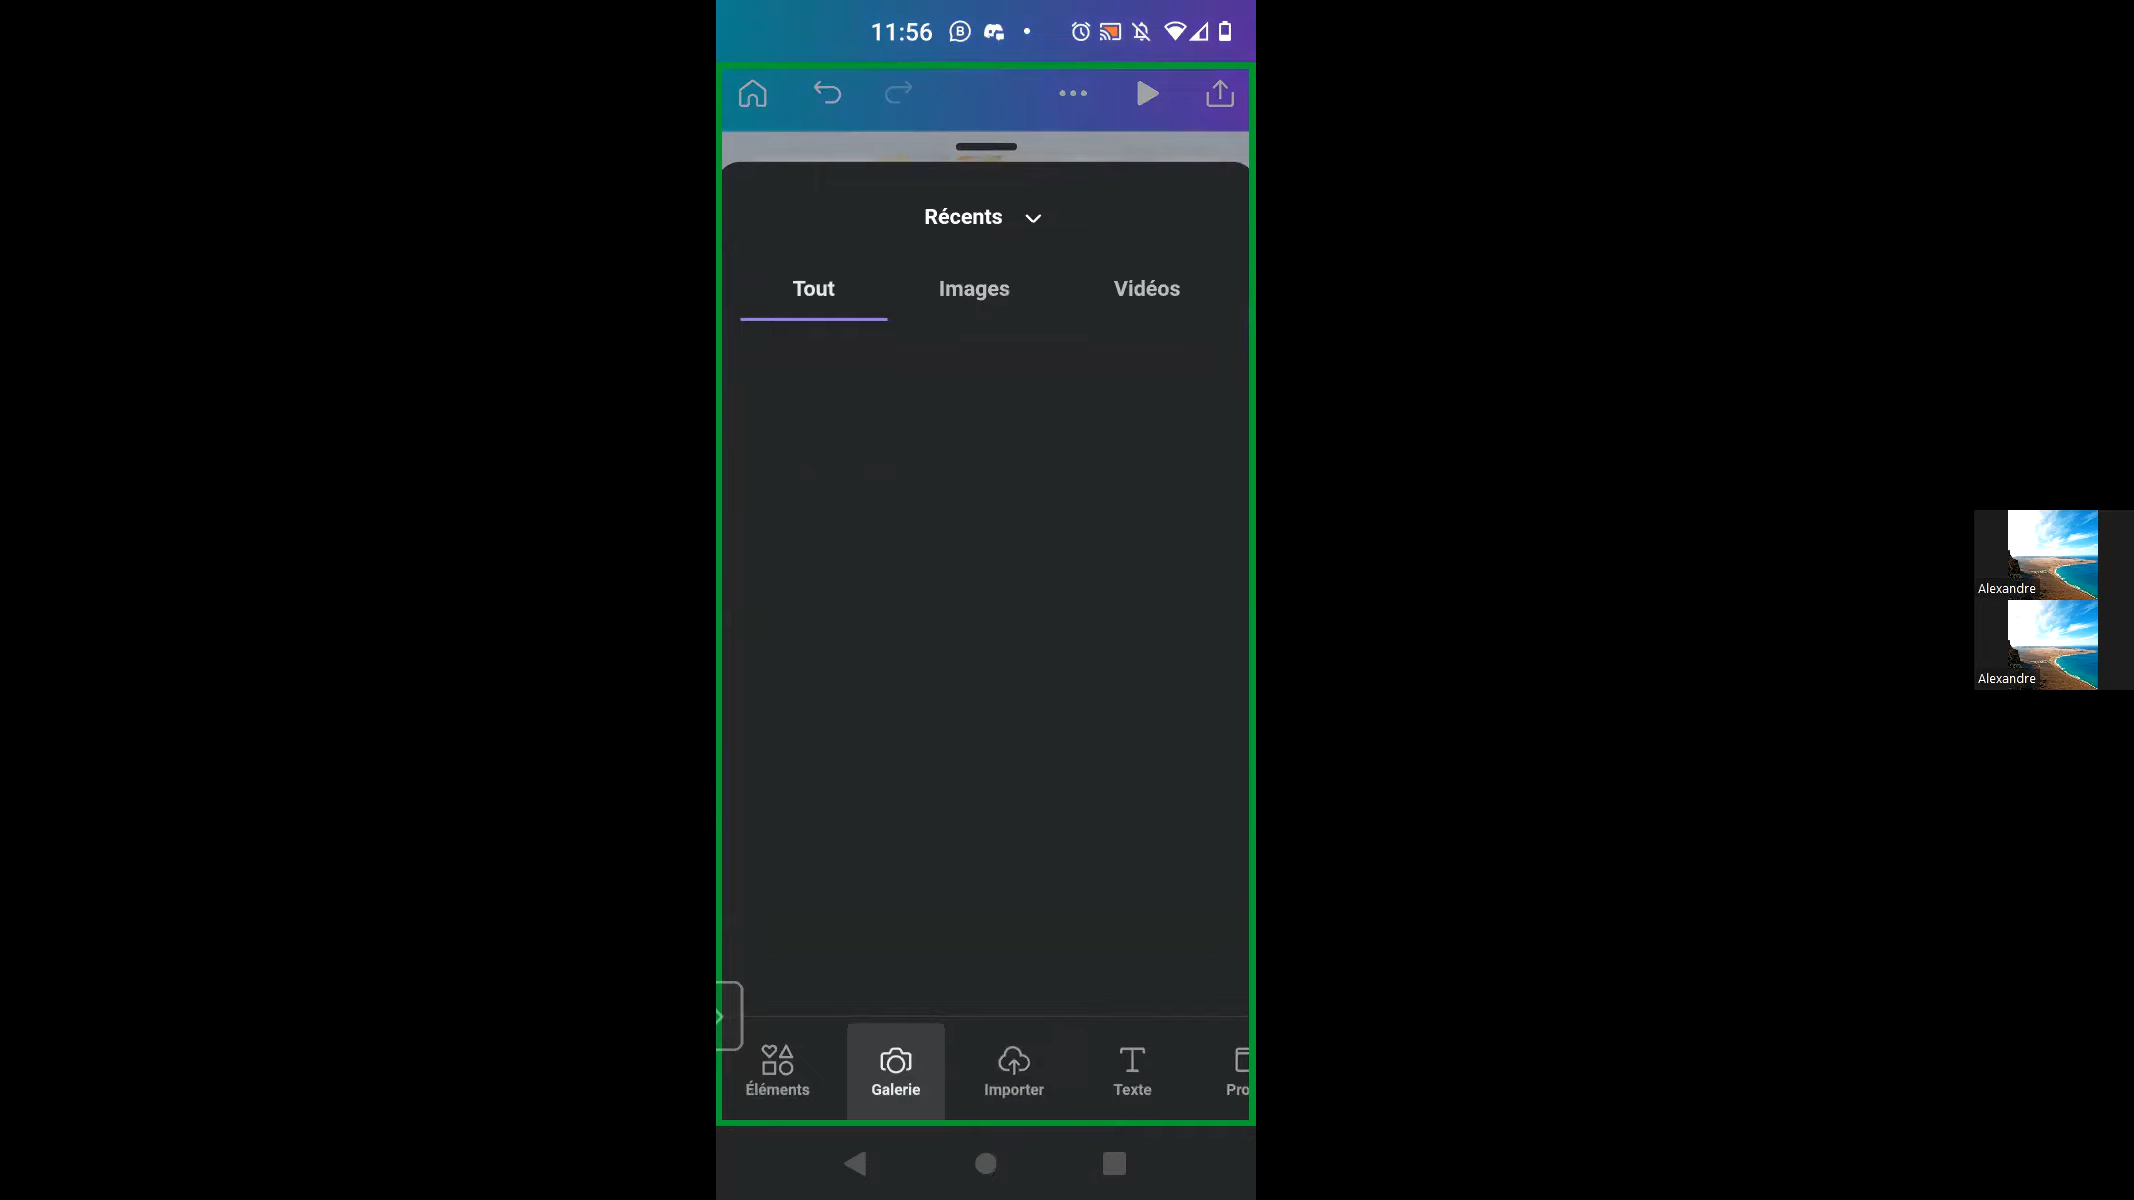 11:56
Récents
Tout Images Vidéos
Alexandre
Alexandre
Éléments Galerie Importer Texte Pro